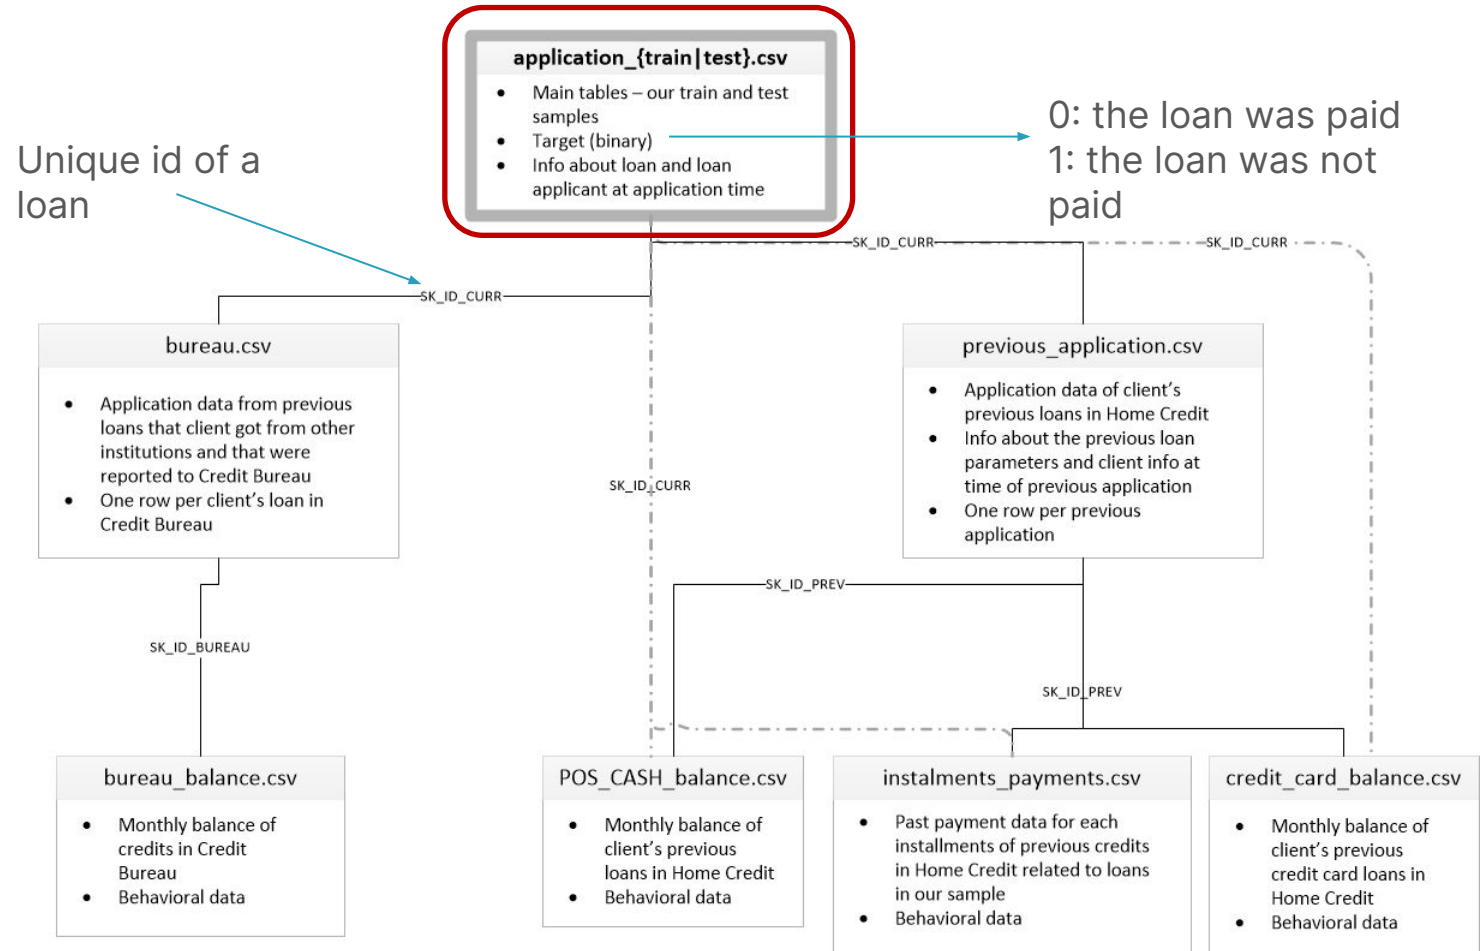 application_{train|test}.csv
• Main tables – our train and test
samples
• Target (binary)
• Info about loan and loan
applicant at application time
0: the loan was paid
1: the loan was not
paid
Unique id of a
loan
SK_ID_CURR
SK_ID_CURR
SK_ID_CURR
bureau.csv
• Application data from previous
loans that client got from other
institutions and that were
reported to Credit Bureau
• One row per client's loan in
Credit Bureau
previous_application.csv
• Application data of client's
previous loans in Home Credit
• Info about the previous loan
parameters and client info at
time of previous application
• One row per previous
application
SK_ID_CURR
SK_ID_PREV
SK_ID_BUREAU
SK_ID_PREV
bureau_balance.csv
• Monthly balance of
credits in Credit
Bureau
• Behavioral data
POS_CASH_balance.csv
• Monthly balance of
client's previous
loans in Home Credit
• Behavioral data
instalments_payments.csv
• Past payment data for each
installments of previous credits
in Home Credit related to loans
in our sample
• Behavioral data
credit_card_balance.csv
• Monthly balance of
client's previous
credit card loans in
Home Credit
• Behavioral data